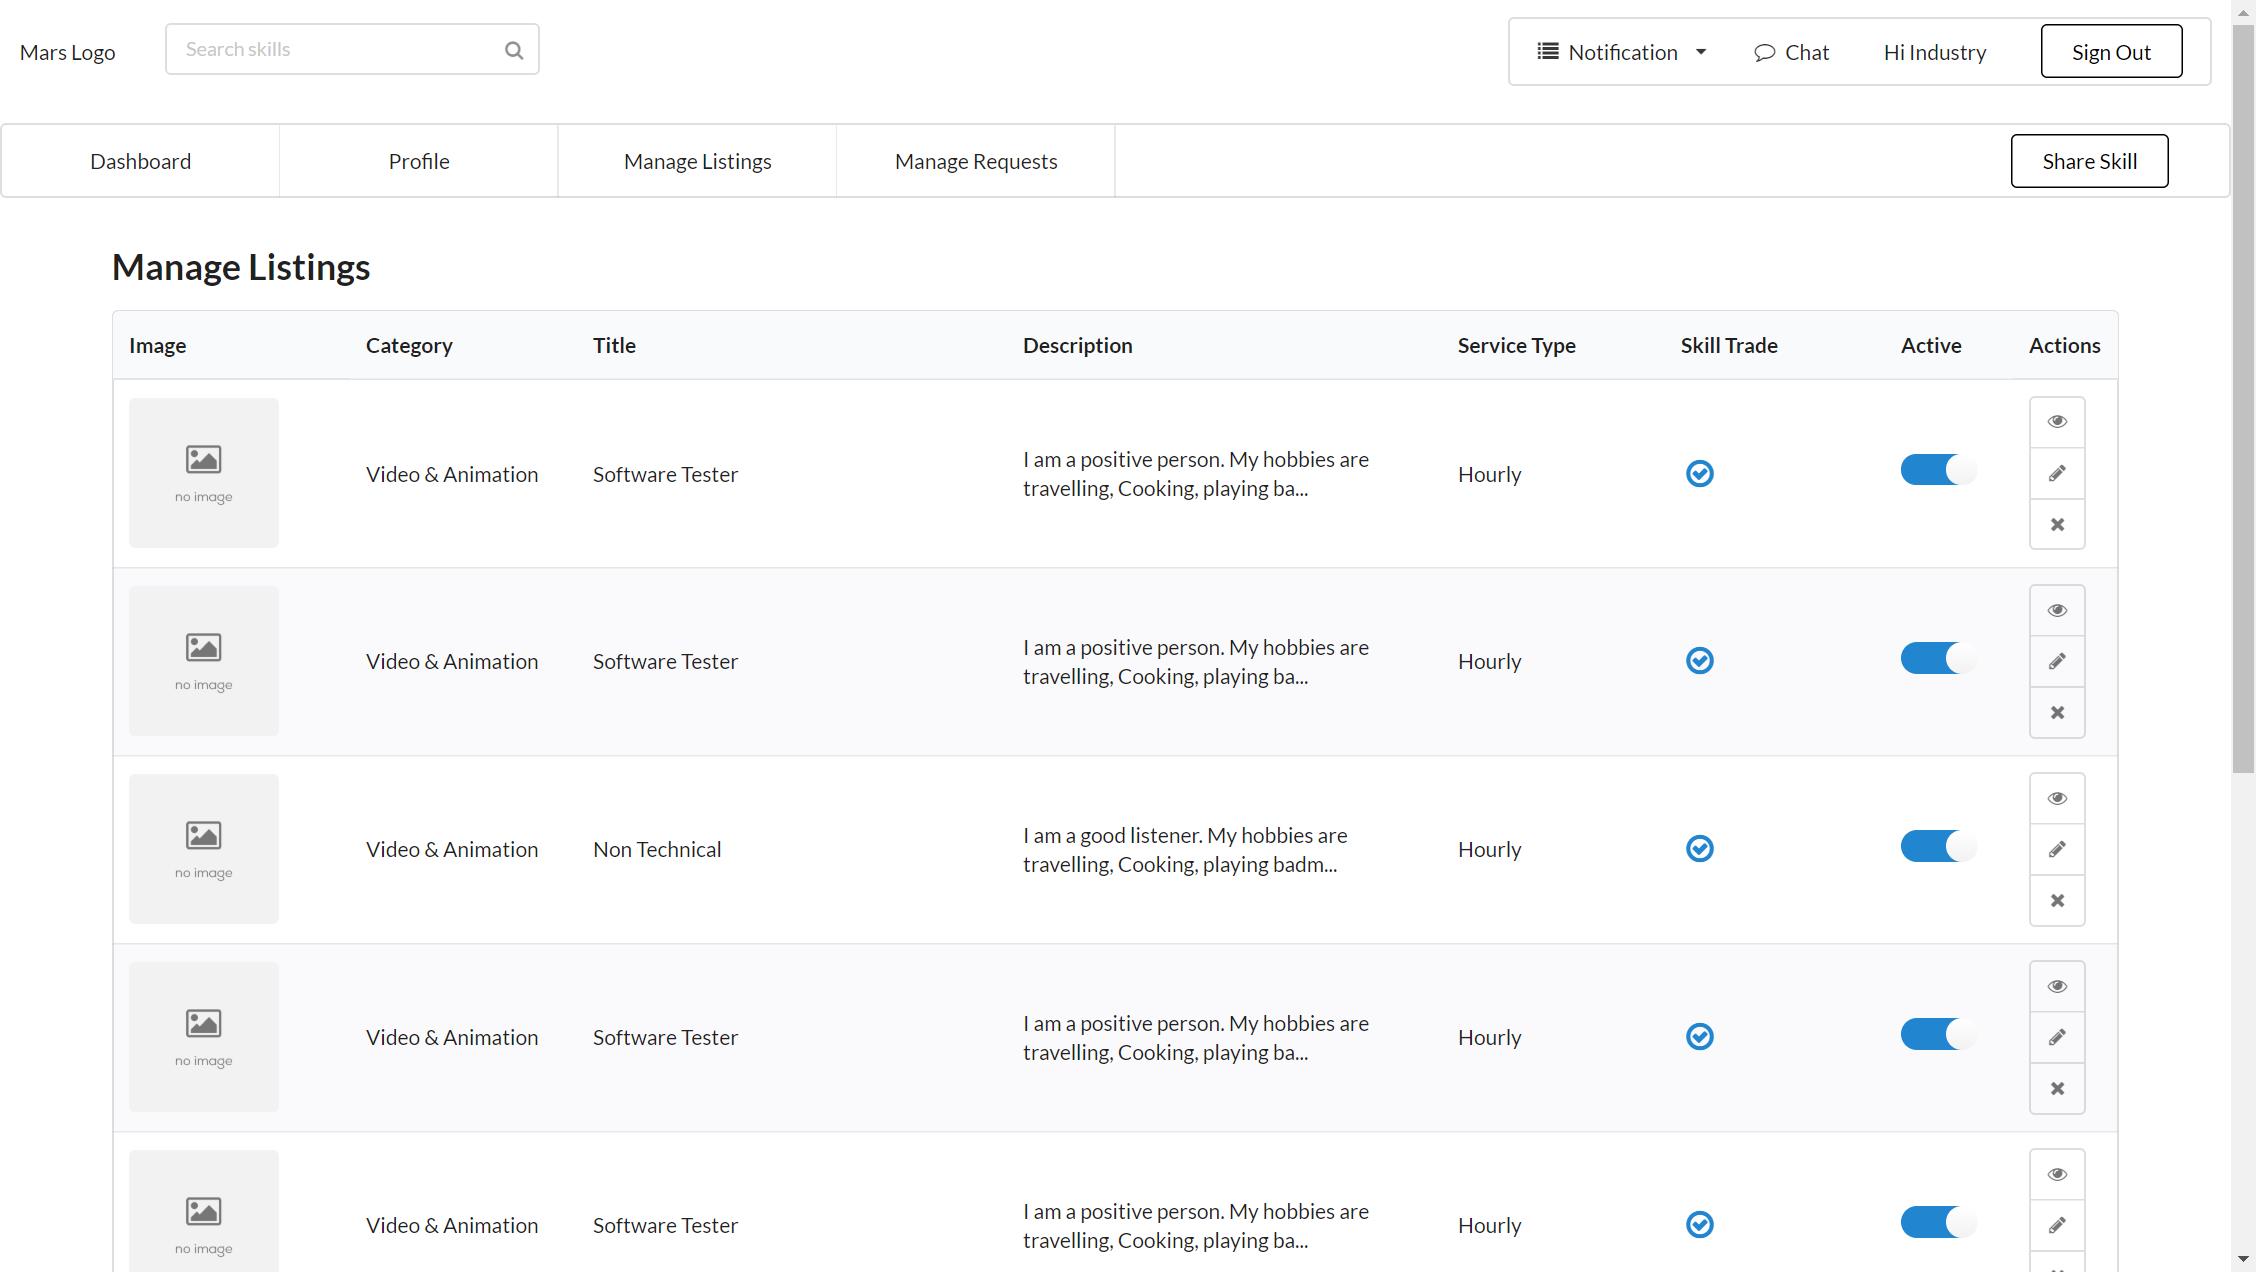 Mars Logo
Search skills
Notification
Chat
Hi Industry
Sign Out
Dashboard
Profile
Manage Listings
Manage Requests
Share Skill
Manage Listings
Image Category Title Description Service Type Skill Trade Active Actions
no image
Video & Animation
Software Tester
I am a positive person. My hobbies are
travelling, Cooking, playing ba...
Hourly
no image
Video & Animation
Software Tester
I am a positive person. My hobbies are
travelling, Cooking, playing ba...
Hourly
no image
Video & Animation
Non Technical
I am a good listener. My hobbies are
travelling, Cooking, playing badm...
Hourly
no image
Video & Animation
Software Tester
I am a positive person. My hobbies are
travelling, Cooking, playing ba...
Hourly
no image
Video & Animation
Software Tester
I am a positive person. My hobbies are
travelling, Cooking, playing ba...
Hourly